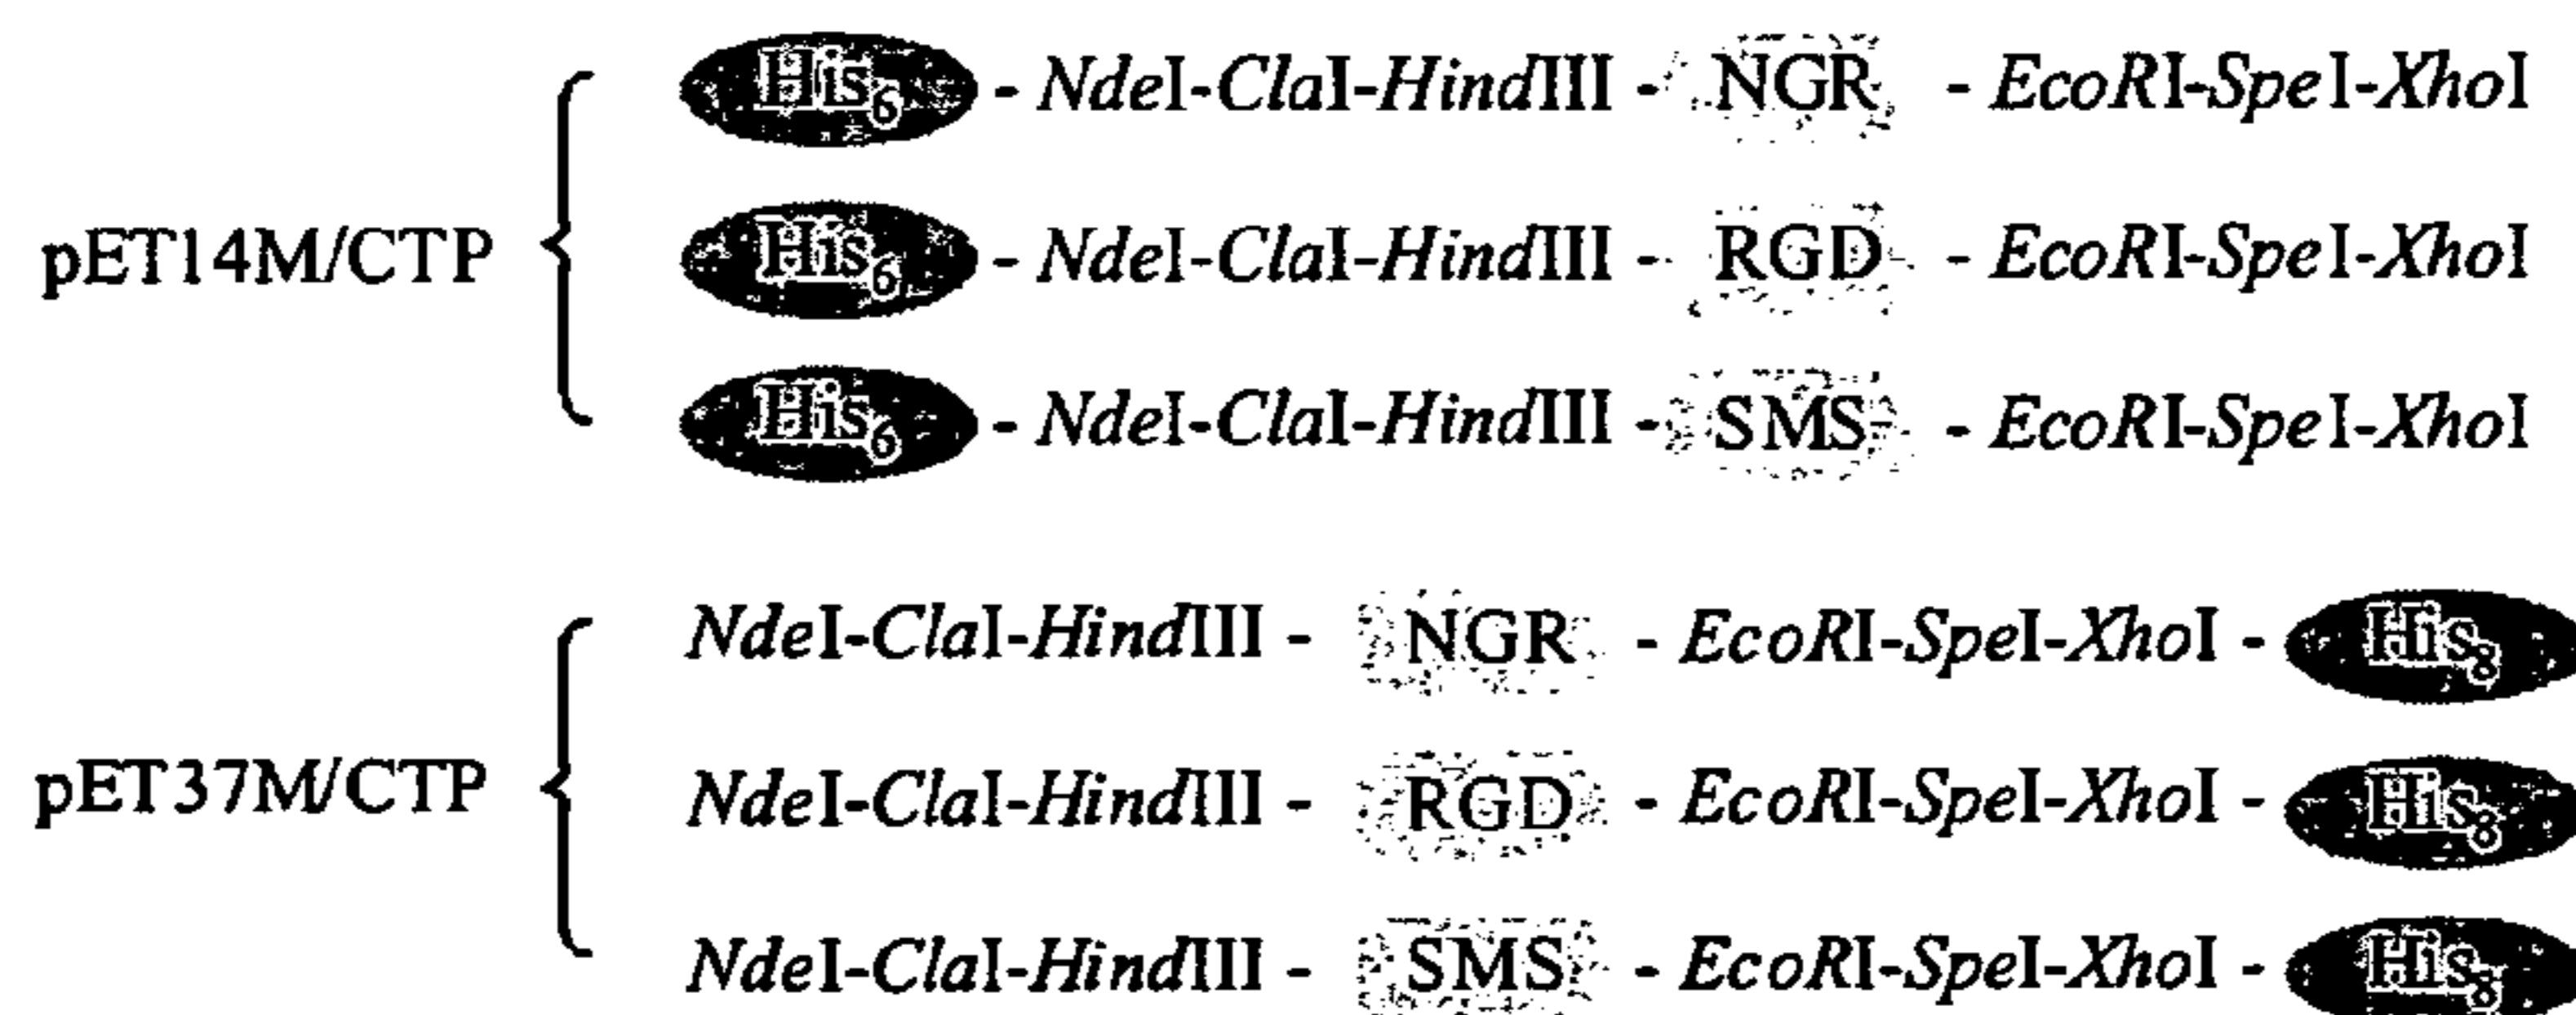 His6 - NdeI-ClaI-HindIII - NGR - EcoRI-SpeI-XhoI
pET14M/CTP
His6 - NdeI-ClaI-HindIII - RGD - EcoRI-SpeI-XhoI
His6 - NdeI-ClaI-HindIII - SMS - EcoRI-SpeI-XhoI
NdeI-ClaI-HindIII - NGR - EcoRI-SpeI-XhoI - His8
pET37M/CTP
NdeI-ClaI-HindIII - RGD - EcoRI-SpeI-XhoI - His8
NdeI-ClaI-HindIII - SMS - EcoRI-SpeI-XhoI - His8